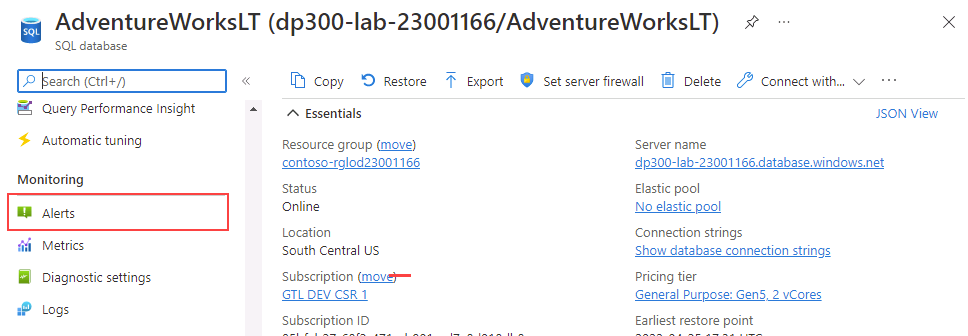 AdventureWorksLT (dp300-lab-23001166/AdventureWorksLT)
SQL
SQL database
Search (Ctrl+/)
Query Performance Insight
Automatic tuning
Monitoring
Alerts
Metrics
Diagnostic settings
Logs
Copy Restore Export Set server firewall Delete Connect with...
Essentials
JSON View
Resource group (move)
contoso-rglod23001166
Status
Online
Location
South Central US
Subscription (move)
GTL DEV CSR 1
Subscription ID
Server name
dp300-lab-23001166.database.windows.net
Elastic pool
No elastic pool
Connection strings
Show database connection strings
Pricing tier
General Purpose: Gen5, 2 vCores
Earliest restore point